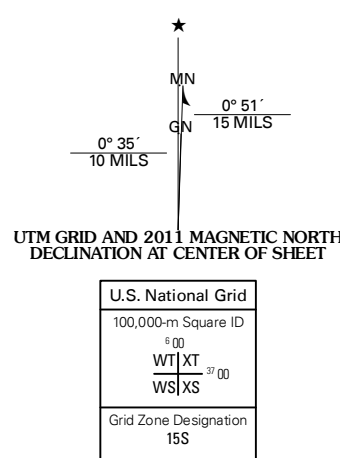 ★
MN
0° 51´
15 MILS
GN
0° 35´
10 MILS
UTM GRID AND 2011 MAGNETIC NORTH
DECLINATION AT CENTER OF SHEET
U.S. National Grid
100,000-m Square ID
6 00
WT XT
37 00
WS XS
Grid Zone Designation
15S